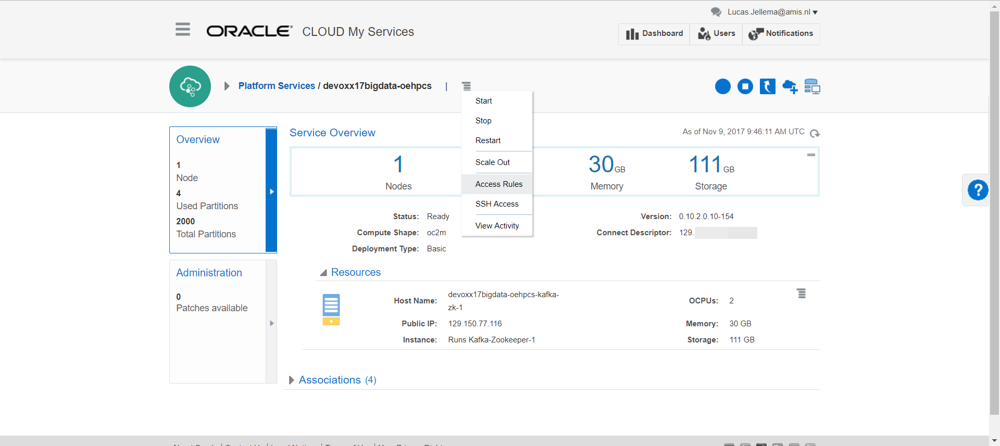 Lucas.Jellema@amis.nl
ORACLE CLOUD My Services
Dashboard Users Notifications
Platform Services / devoxx17bigdata-oehpcs |
Start
Stop
Restart
Scale Out
Access Rules
SSH Access
View Activity
Overview
1
Node
4
Used Partitions
2000
Total Partitions
Administration
0
Patches available
Service Overview
As of Nov 9, 2017 9:46:11 AM UTC
1
Nodes
30 GB
Memory
111 GB
Storage
?
Status: Ready
Compute Shape: oc2m
Deployment Type: Basic
Version: 0.10.2.0.10-154
Connect Descriptor: 129.
Resources
Host Name: devoxx17bigdata-oehpcs-kafka-
zk-1
Public IP: 129.150.77.116
Instance: Runs Kafka-Zookeeper-1
OCPUs: 2
Memory: 30 GB
Storage: 111 GB
Associations (4)